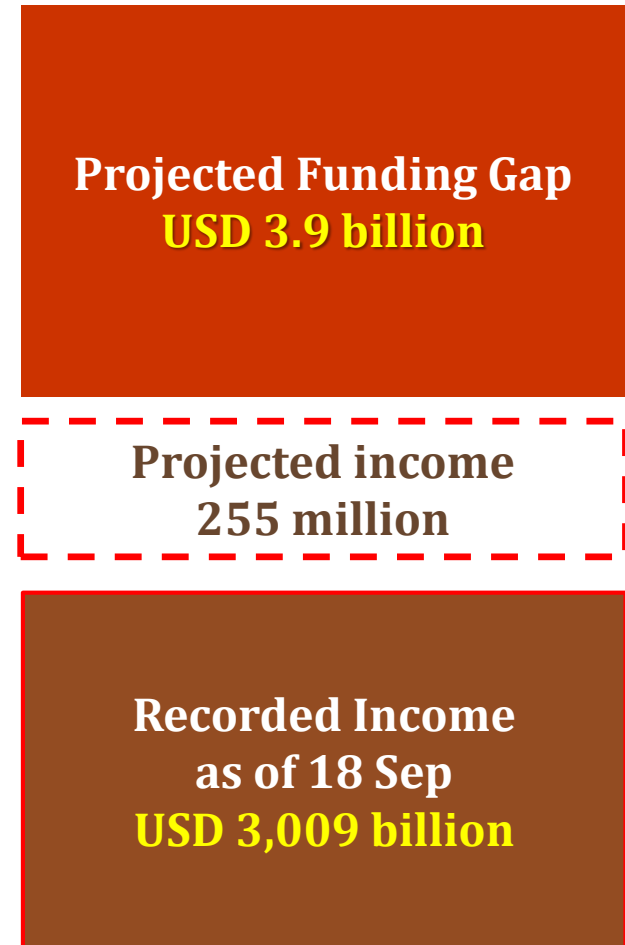 Projected Funding Gap
USD 3.9 billion
Projected income
255 million
Recorded Income
as of 18 Sep
USD 3,009 billion